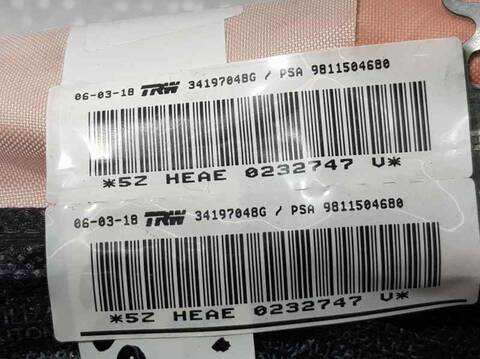 06-03-18 TRW 34197048G / PSA 9811504680
*5Z HEAE 0232747 V*
06-03-18 TRW 34197048G / PSA 9811504680
*5Z HEAE 0232747 V*